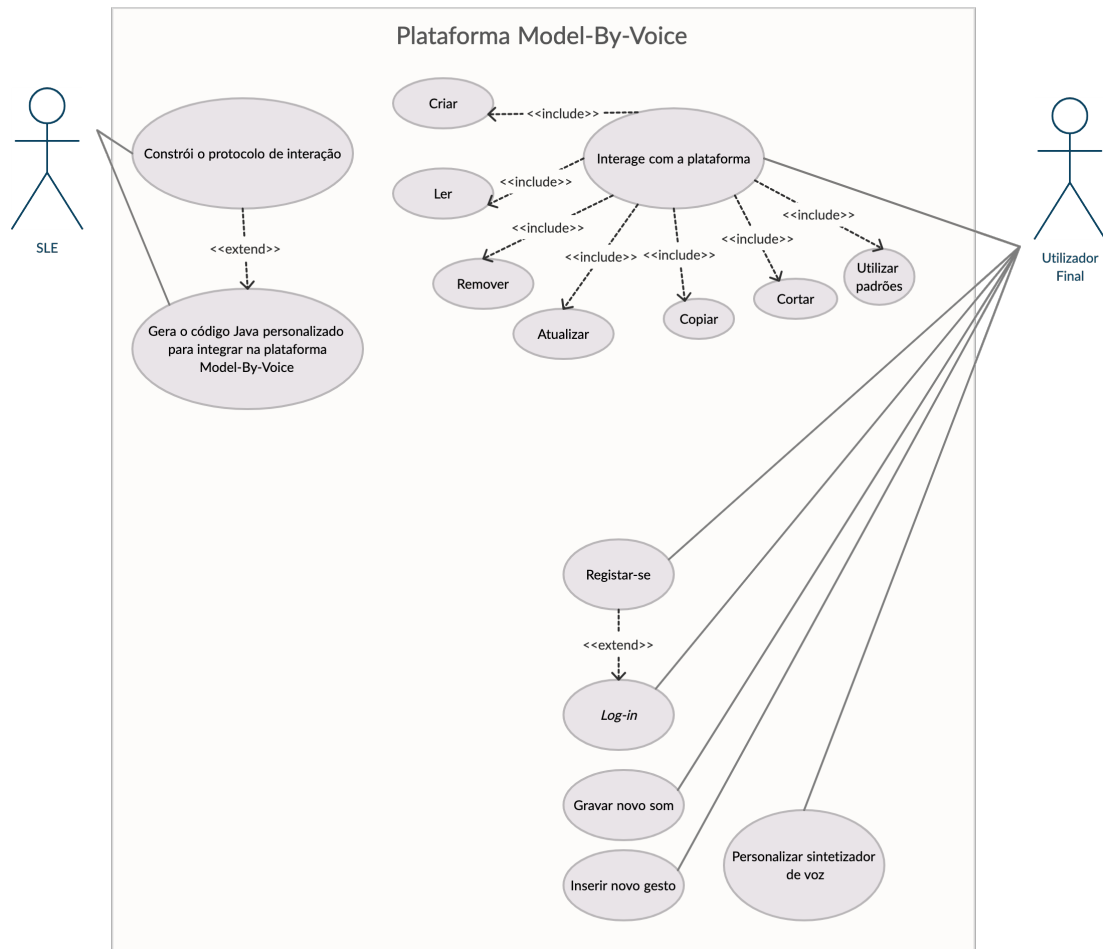 Plataforma Model-By-Voice
SLE
Constrói o protocolo de interação
<<extend>>
Gera o código Java personalizado
para integrar na plataforma
Model-By-Voice
Criar
<<include>>
Interage com a plataforma
Ler
<<include>>
<<include>>
Remover
<<include>>
Atualizar
<<include>>
Copiar
<<include>>
Cortar
<<include>>
Utilizar
padrões
Utilizador
Final
Registar-se
<<extend>>
Log-in
Gravar novo som
Inserir novo gesto
Personalizar sintetizador
de voz